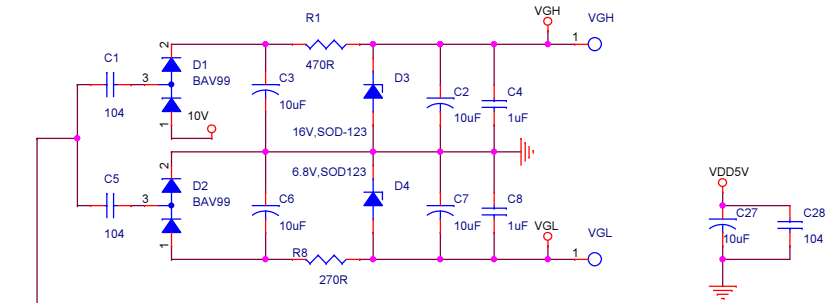 R1
VGH
VGH
1
C1
2
D1
BAV99
3
470R
C3
D3
C2
C4
104
10V
10uF
10uF
1uF
1
16V,SOD-123
2
6.8V,SOD123
VDD5V
C5
D2
BAV99
3
C6
D4
C7
C8
C27
C28
104
10uF
10uF
1uF
VGL
VGL
10uF
104
1
R8
1
270R